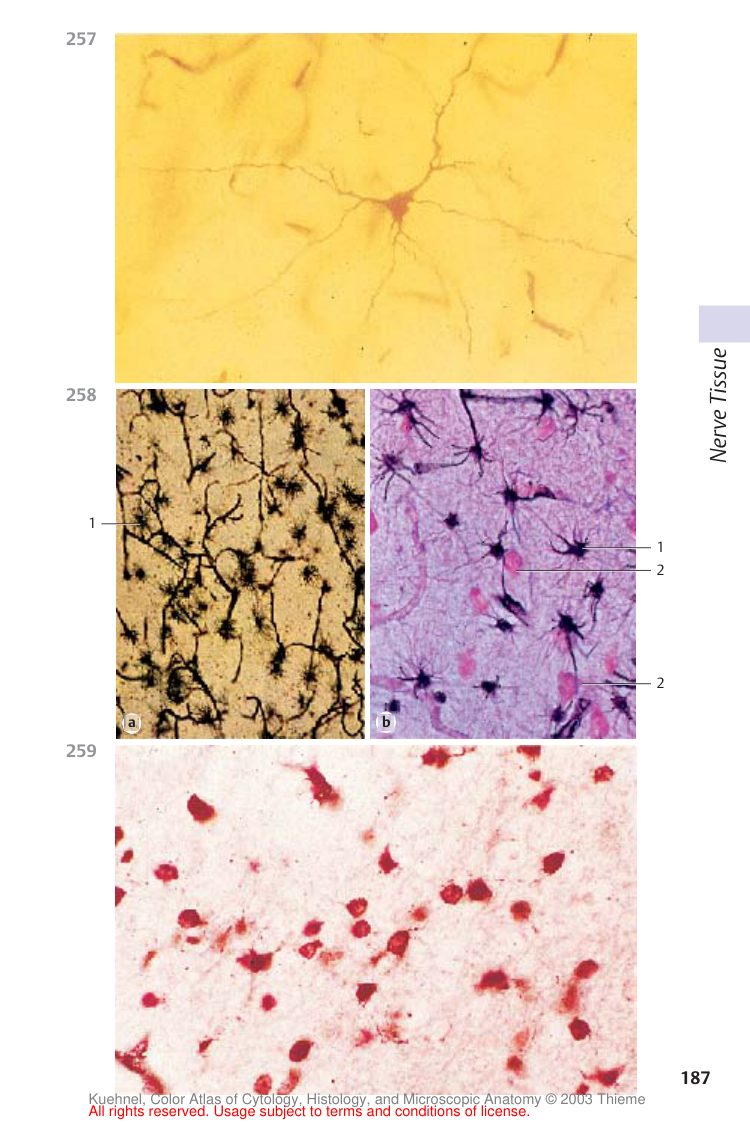 257
258
1
1
2
2
a
b
259
Nerve Tissue
187
Kuehnel, Color Atlas of Cytology, Histology, and Microscopic Anatomy © 2003 Thieme
All rights reserved. Usage subject to terms and conditions of license.